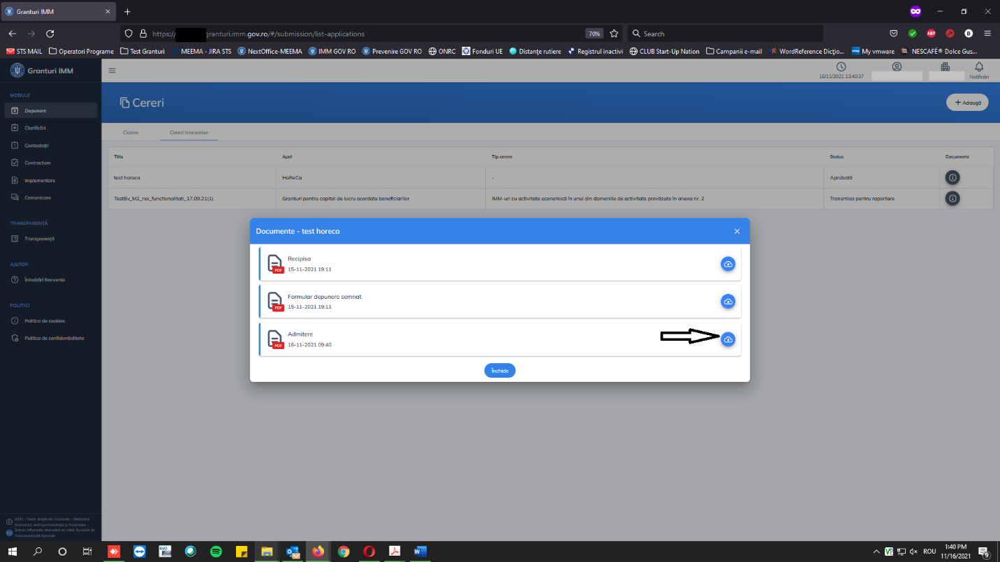 Granturi IMM
https:// granturi.imm.gov.ro/#/submission/list-applications
70%
Search
STS MAIL
Operatori Programe
Test Granturi
MEEMA - JIRA STS
NextOffice-MEEMA
IMM GOV RO
Prevenire GOV RO
ONRC
Fonduri UE
Distanțe rutiere
Registrul inactivi
CLUB Start-Up Nation
Campanii e-mail
WordReference Dicțio...
My vmware
NESCAFÉ® Dolce Gus...
Granturi IMM
16/11/2021 13:40:37
Notificări
MODULE
Depunere
Clarificări
Contestații
Contractare
Implementare
Comunicare
TRANSPARENȚĂ
Transparență
AJUTOR
Întrebări frecvente
POLITICI
Politica de cookies
Politica de confidențialitate
2021 - Toate drepturile rezervate - Ministerul
Economiei, Antreprenoriatului și Turismului
Sistem informatic dezvoltat de către Serviciul de
Telecomunicații Speciale
Cereri
+ Adaugă
Ciorne
Cereri transmise
Titlu
Apel
Tip cerere
Status
Documente
test horeca
HoReCa
-
Aprobată
TestBv_M2_noi_functionalitati_17.09.21(1)
Granturi pentru capital de lucru acordate beneficiarilor
IMM-uri cu activitate economică în unul din domeniile de activitate prevăzute în anexa nr. 2
Transmisa pentru raportare
Documente - test horeca
Recipisa
PDF
15-11-2021 19:11
Formular depunere semnat
PDF
15-11-2021 19:11
Admitere
PDF
16-11-2021 09:40
Închide
ROU
1:40 PM
11/16/2021
9